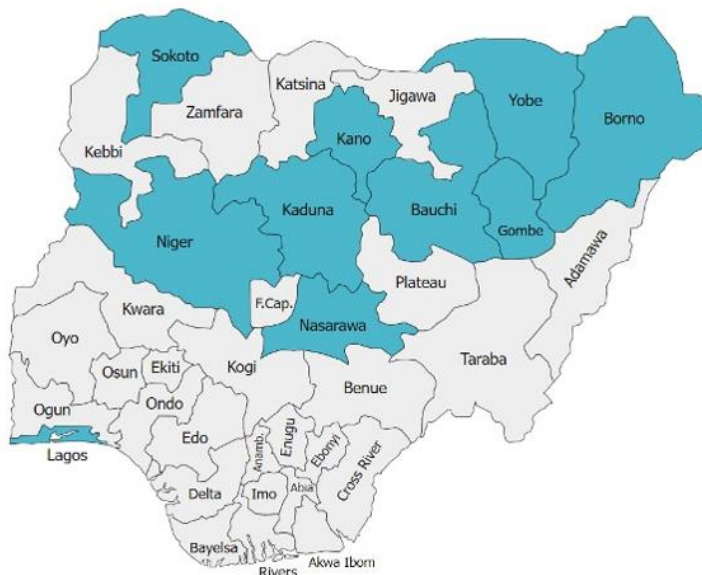 Sokoto
Katsina
Jigawa
Yobe
Borno
Zamfara
Kano
Kebbi
Kaduna
Bauchi
Gombe
Niger
Adamawa
Plateau
F.Cap.
Kwara
Nasarawa
Oyo
Taraba
Kogi
Osun
Ekiti
Benue
Ogun
Ondo
Edo
Enugu
Anamb.
Ebonyi
Cross River
Lagos
Delta
Imo
Abia
Bayelsa
Akwa Ibom
Rivers